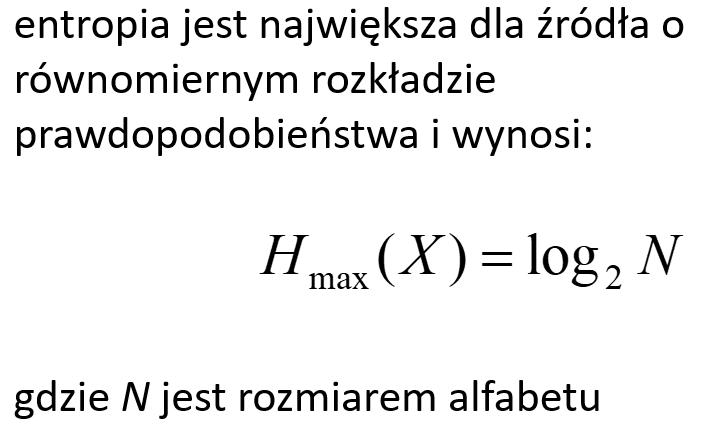 entropia jest największa dla źródła o
równomiernym rozkładzie
prawdopodobieństwa i wynosi:
H_max (X) = log_2 N
gdzie N jest rozmiarem alfabetu